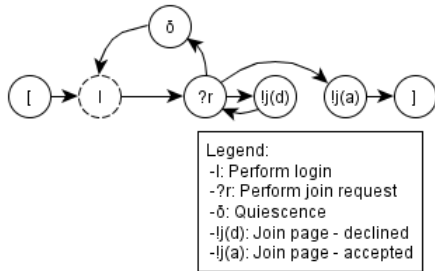 ð
[
l
?r
!j(d)
!j(a)
]
Legend:
-l: Perform login
-?r: Perform join request
-ð: Quiescence
-!j(d): Join page - declined
-!j(a): Join page - accepted